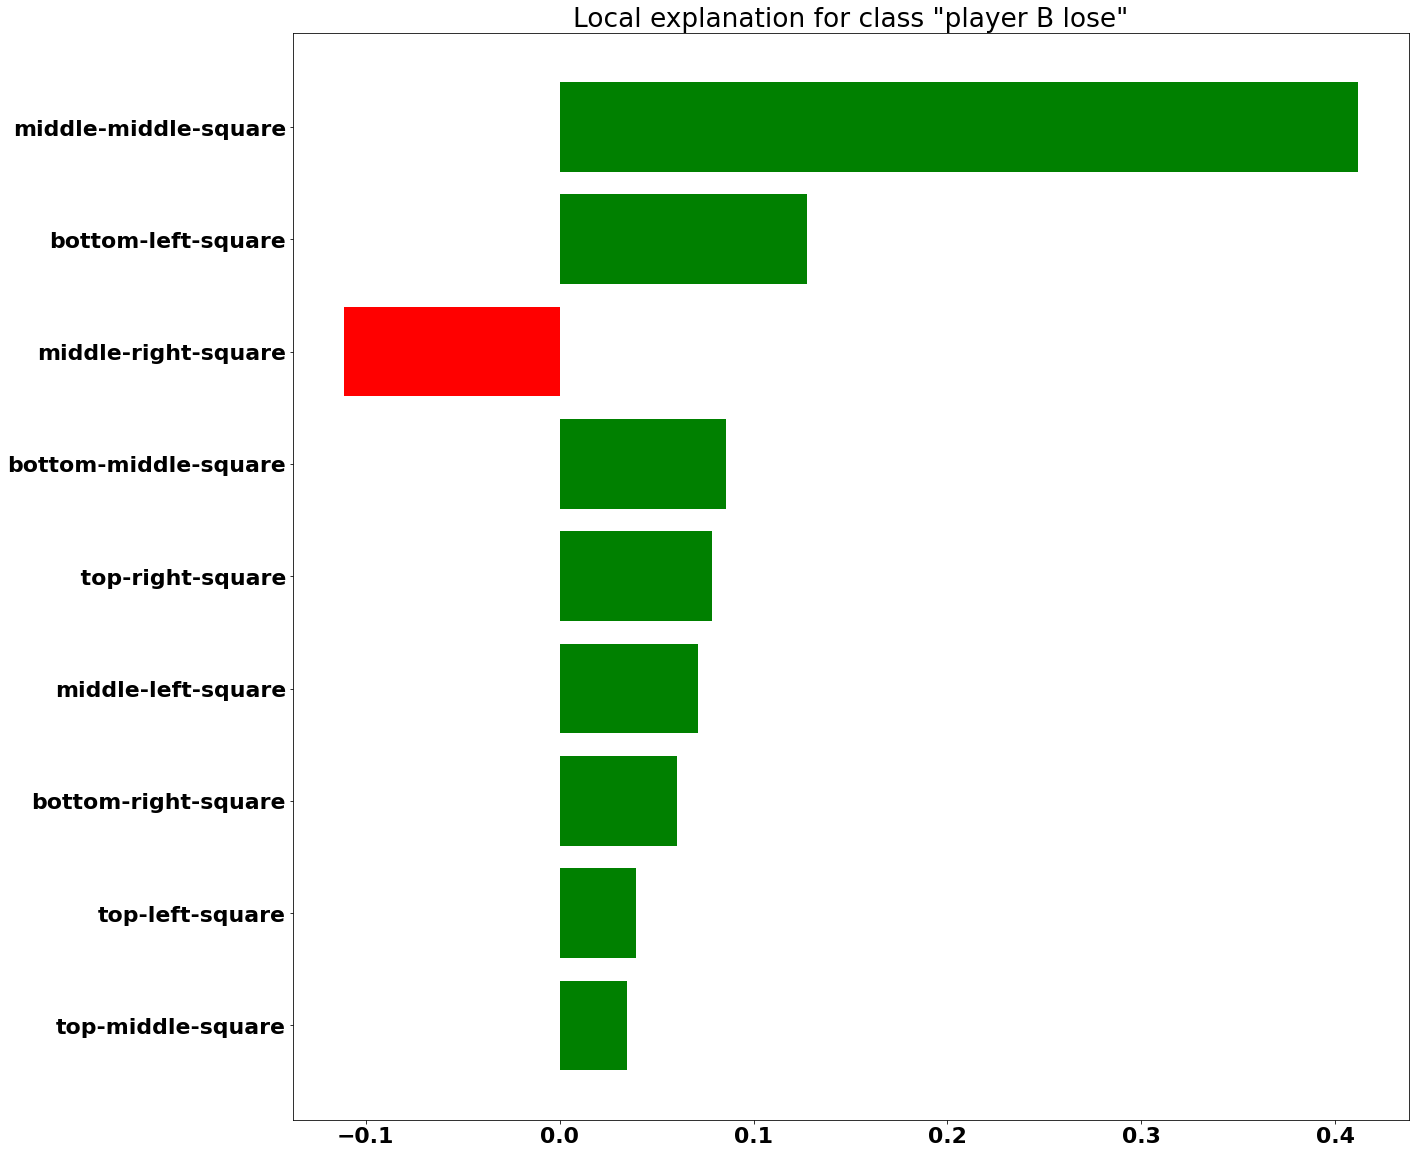 Local explanation for class "player B lose"
middle-middle-square
bottom-left-square
middle-right-square
bottom-middle-square
top-right-square
middle-left-square
bottom-right-square
top-left-square
top-middle-square
−0.1 0.0 0.1 0.2 0.3 0.4